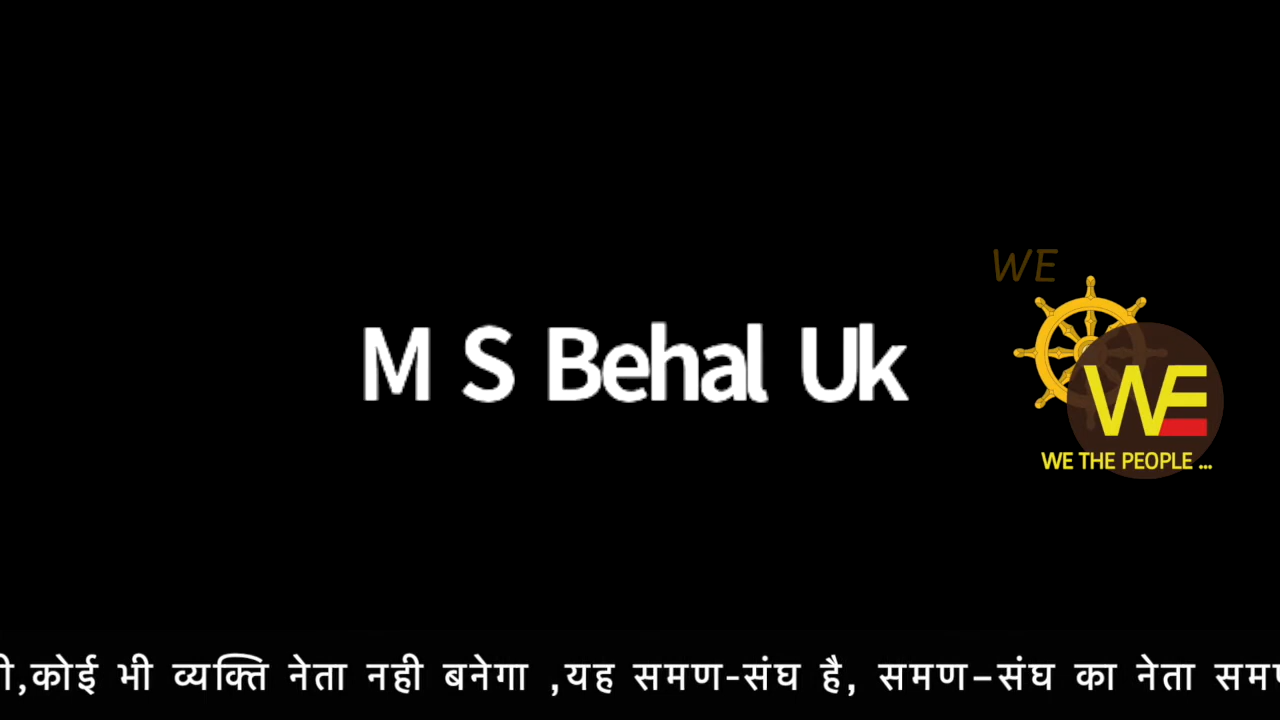 WE
M S Behal Uk
WE
WE THE PEOPLE ...
,कोई भी व्यक्ति नेता नही बनेगा ,यह समण-संघ है, समण–संघ का नेता